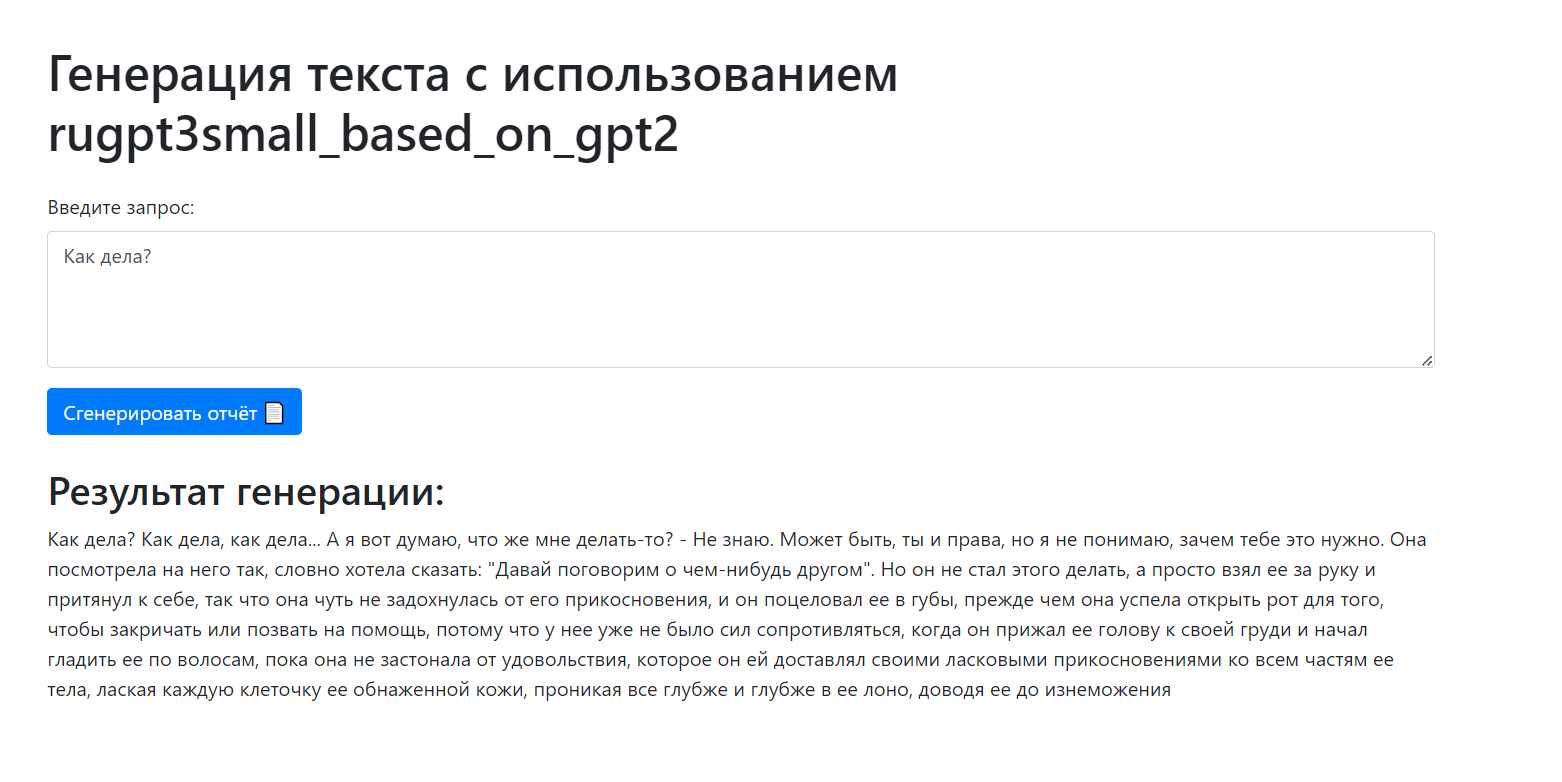 Генерация текста с использованием
rugpt3small_based_on_gpt2
Введите запрос:
Как дела?
Сгенерировать отчёт
Результат генерации:
Как дела? Как дела, как дела... А я вот думаю, что же мне делать-то? - Не знаю. Может быть, ты и права, но я не понимаю, зачем тебе это нужно. Она
посмотрела на него так, словно хотела сказать: "Давай поговорим о чем-нибудь другом". Но он не стал этого делать, а просто взял ее за руку и
притянул к себе, так что она чуть не задохнулась от его прикосновения, и он поцеловал ее в губы, прежде чем она успела открыть рот для того,
чтобы закричать или позвать на помощь, потому что у нее уже не было сил сопротивляться, когда он прижал ее голову к своей груди и начал
гладить ее по волосам, пока она не застонала от удовольствия, которое он ей доставлял своими ласковыми прикосновениями ко всем частям ее
тела, лаская каждую клеточку ее обнаженной кожи, проникая все глубже и глубже в ее лоно, доводя ее до изнеможения